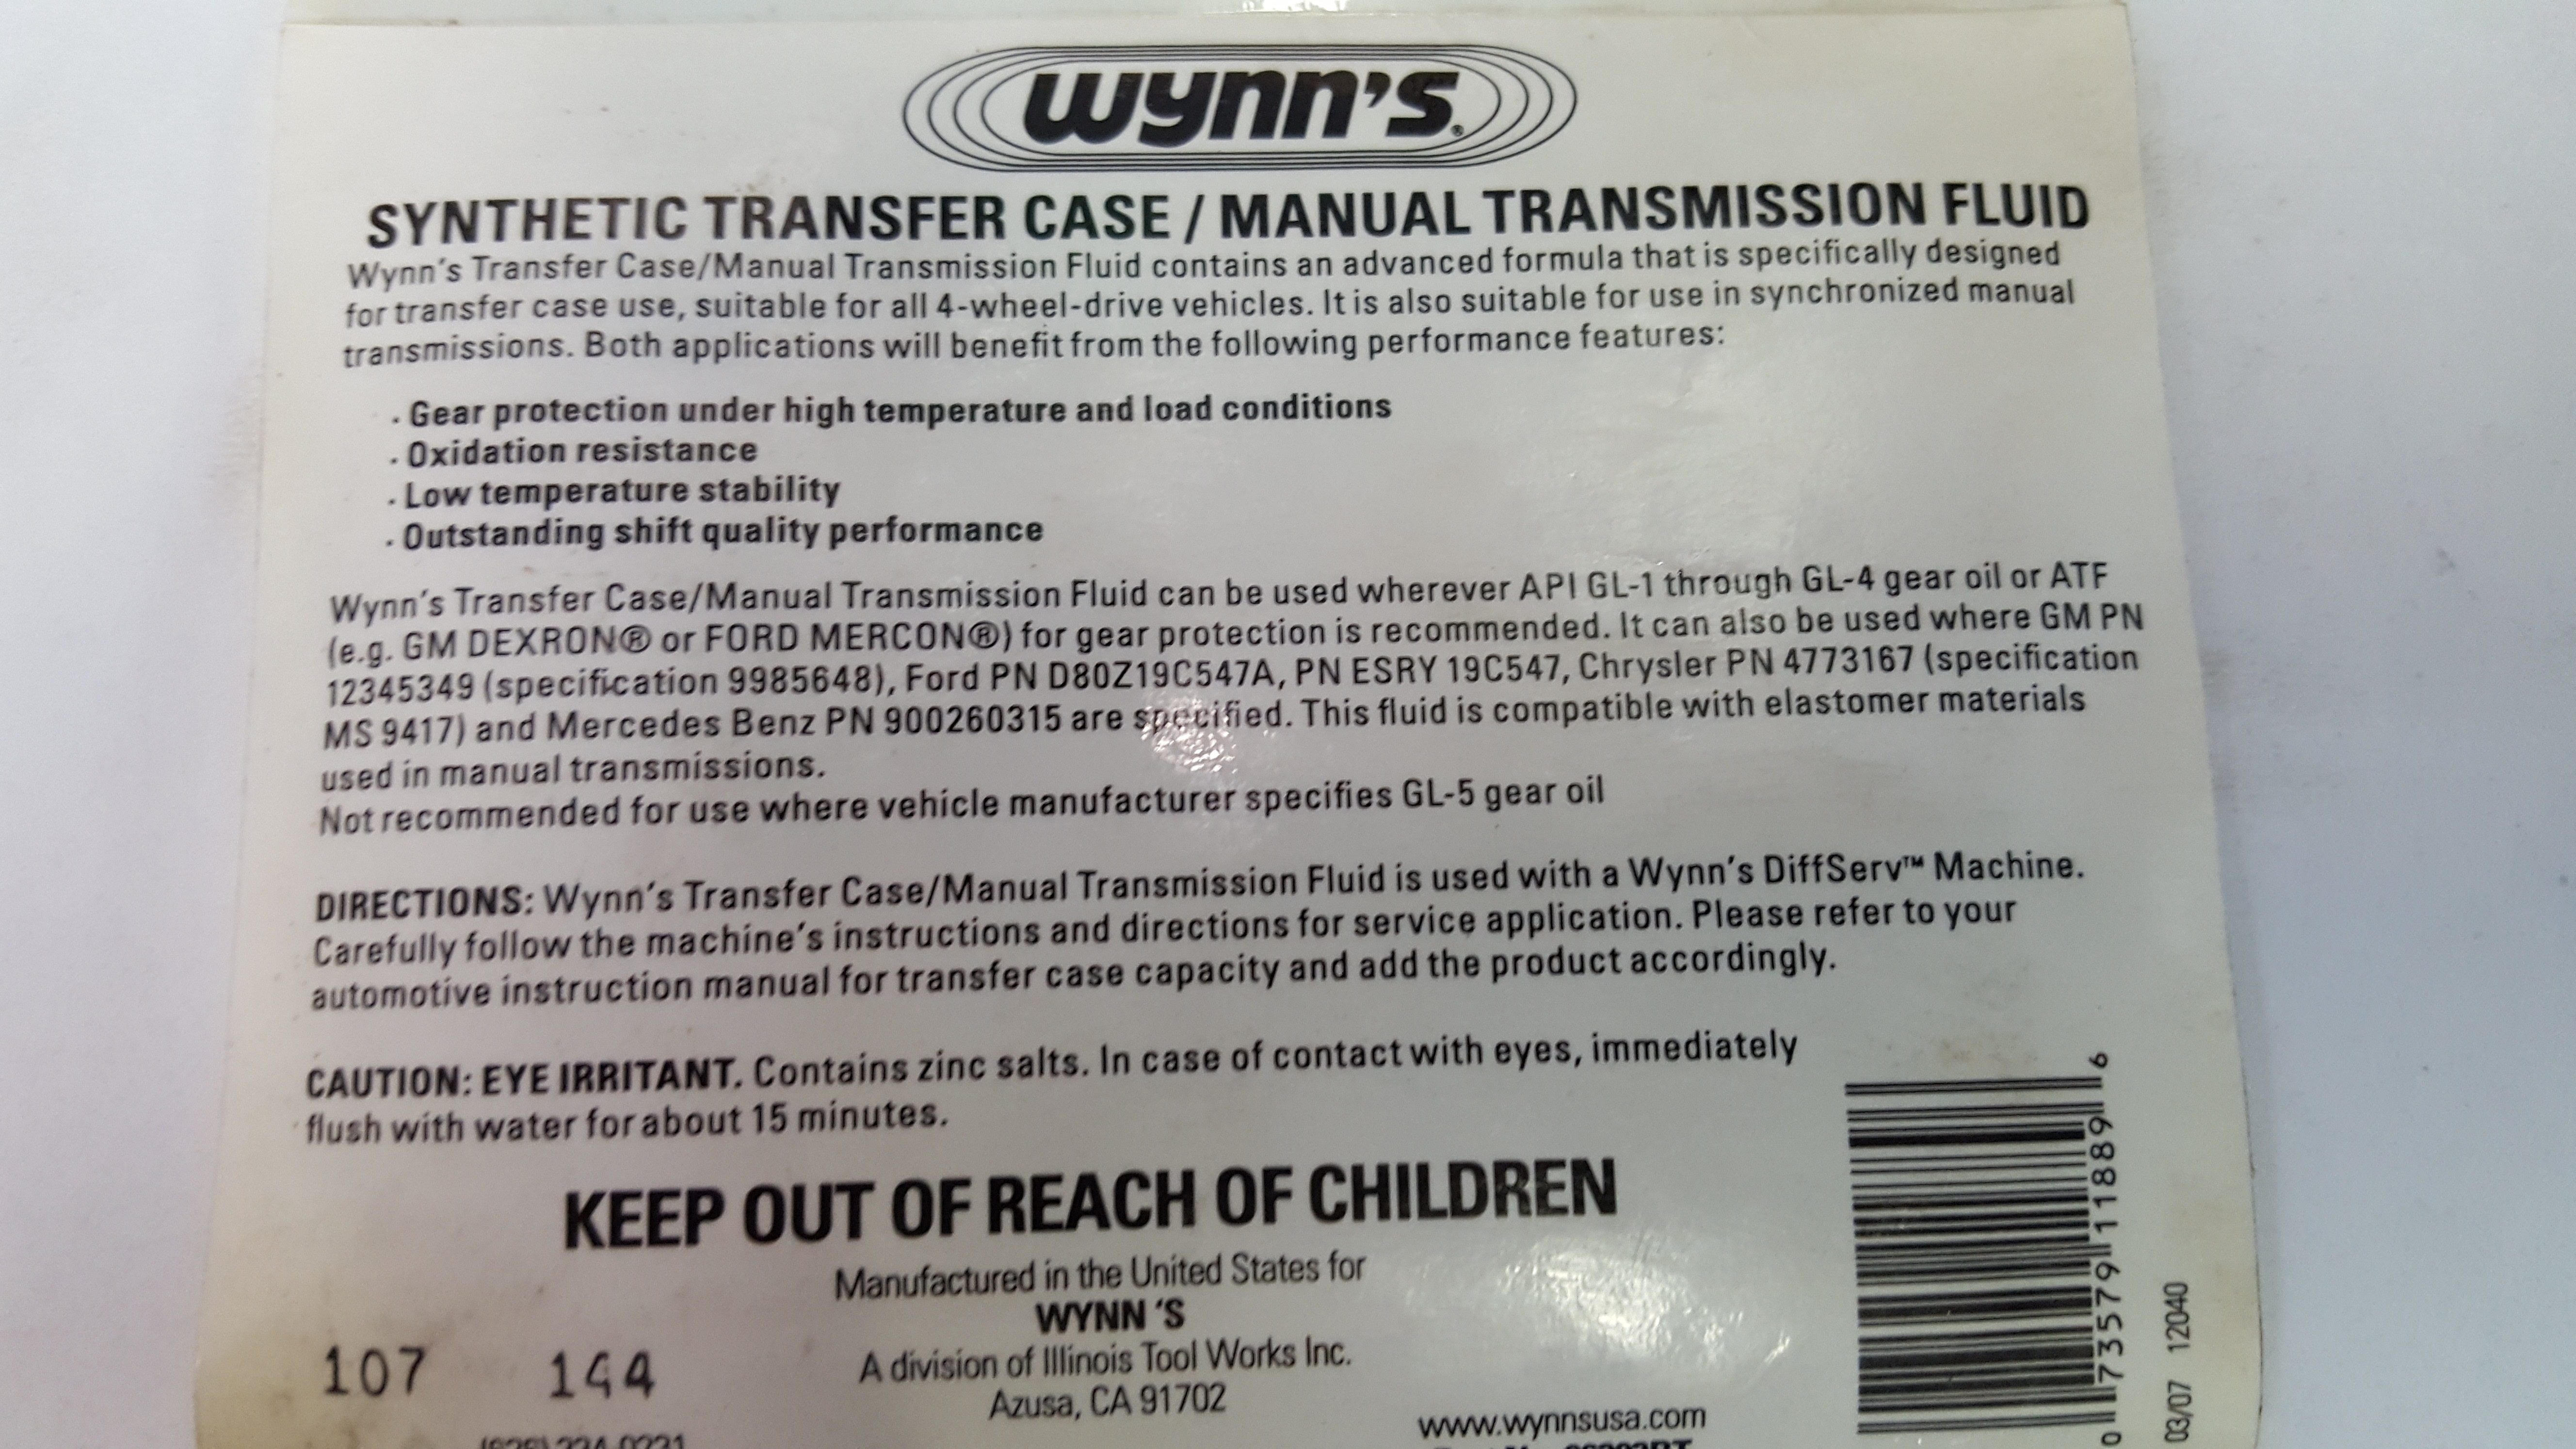 wynn's®
SYNTHETIC TRANSFER CASE / MANUAL TRANSMISSION FLUID
Wynn's Transfer Case/Manual Transmission Fluid contains an advanced formula that is specifically designed
for transfer case use, suitable for all 4-wheel-drive vehicles. It is also suitable for use in synchronized manual
transmissions. Both applications will benefit from the following performance features:
· Gear protection under high temperature and load conditions
· Oxidation resistance
· Low temperature stability
· Outstanding shift quality performance
Wynn's Transfer Case/Manual Transmission Fluid can be used wherever API GL-1 through GL-4 gear oil or ATF
(e.g. GM DEXRON® or FORD MERCON®) for gear protection is recommended. It can also be used where GM PN
12345349 (specification 9985648), Ford PN D80Z19C547A, PN ESRY 19C547, Chrysler PN 4773167 (specification
MS 9417) and Mercedes Benz PN 900260315 are specified. This fluid is compatible with elastomer materials
used in manual transmissions.
Not recommended for use where vehicle manufacturer specifies GL-5 gear oil
DIRECTIONS: Wynn's Transfer Case/Manual Transmission Fluid is used with a Wynn's DiffServ™ Machine.
Carefully follow the machine's instructions and directions for service application. Please refer to your
automotive instruction manual for transfer case capacity and add the product accordingly.
CAUTION: EYE IRRITANT. Contains zinc salts. In case of contact with eyes, immediately
flush with water for about 15 minutes.
KEEP OUT OF REACH OF CHILDREN
Manufactured in the United States for
WYNN 'S
A division of Illinois Tool Works Inc.
Azusa, CA 91702
107 144
www.wynnsusa.com
0 73579 11889 6
03/07 12040